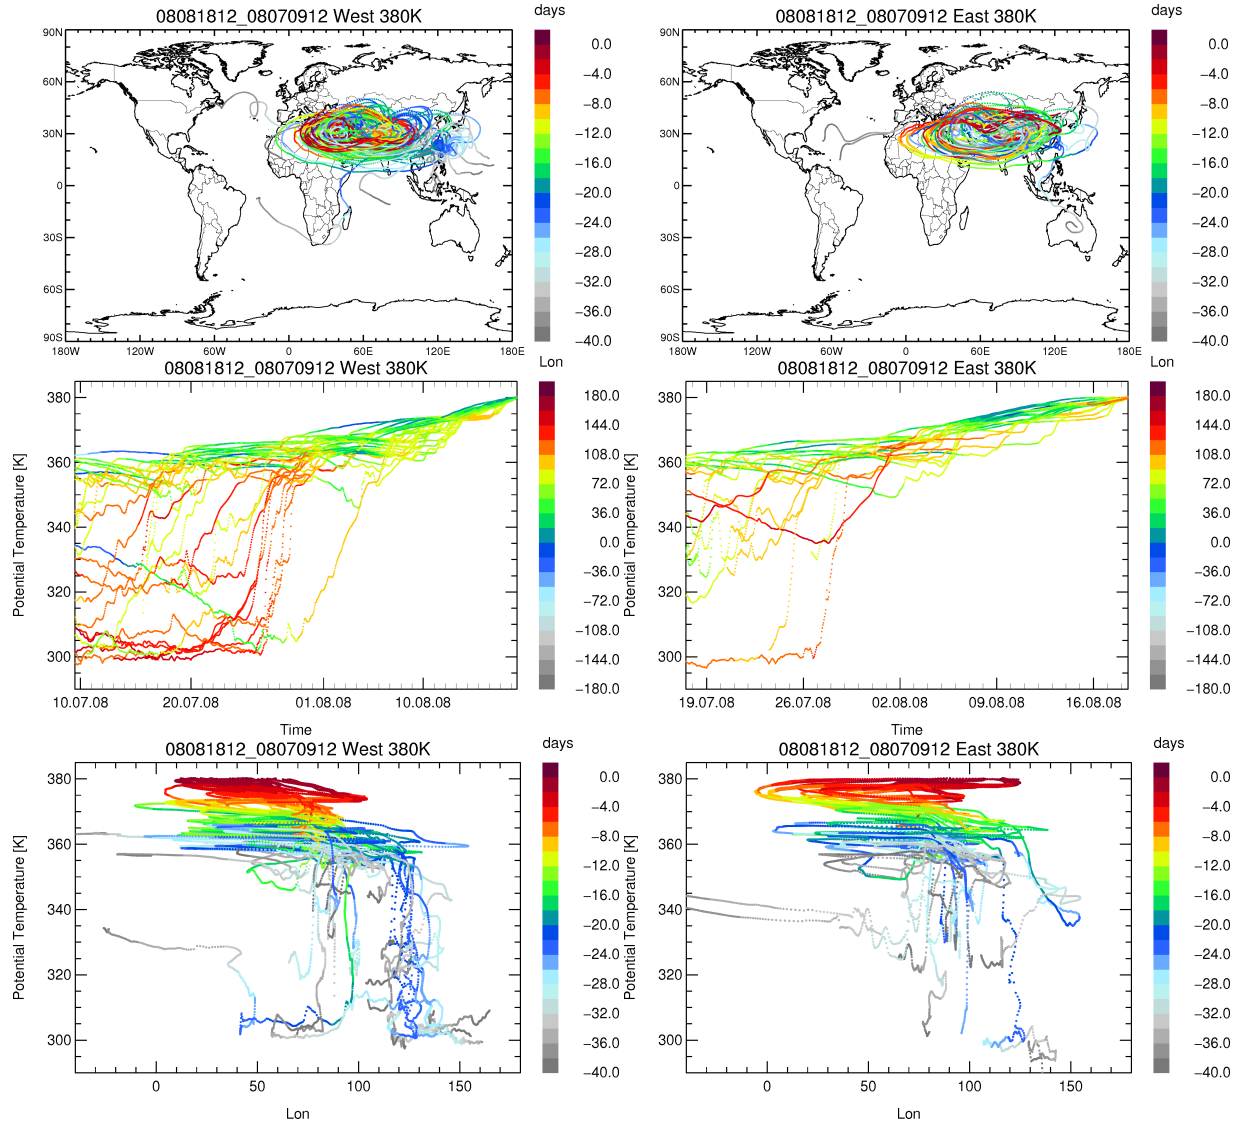 08081812_08070912 West 380K
days
90N
60N
30N
0
30S
60S
90S
180W
120W
60W
0
60E
120E
180E
0.0
−4.0
−8.0
−12.0
−16.0
−20.0
−24.0
−28.0
−32.0
−36.0
−40.0
08081812_08070912 East 380K
days
90N
60N
30N
0
30S
60S
90S
180W
120W
60W
0
60E
120E
180E
0.0
−4.0
−8.0
−12.0
−16.0
−20.0
−24.0
−28.0
−32.0
−36.0
−40.0
08081812_08070912 West 380K
Lon
Potential Temperature [K]
380
360
340
320
300
10.07.08
20.07.08
01.08.08
10.08.08
Time
180.0
144.0
108.0
72.0
36.0
0.0
−36.0
−72.0
−108.0
−144.0
−180.0
08081812_08070912 East 380K
Lon
Potential Temperature [K]
380
360
340
320
300
19.07.08
26.07.08
02.08.08
09.08.08
16.08.08
Time
180.0
144.0
108.0
72.0
36.0
0.0
−36.0
−72.0
−108.0
−144.0
−180.0
08081812_08070912 West 380K
days
Potential Temperature [K]
380
360
340
320
300
0
50
100
150
Lon
0.0
−4.0
−8.0
−12.0
−16.0
−20.0
−24.0
−28.0
−32.0
−36.0
−40.0
08081812_08070912 East 380K
days
Potential Temperature [K]
380
360
340
320
300
0
50
100
150
Lon
0.0
−4.0
−8.0
−12.0
−16.0
−20.0
−24.0
−28.0
−32.0
−36.0
−40.0